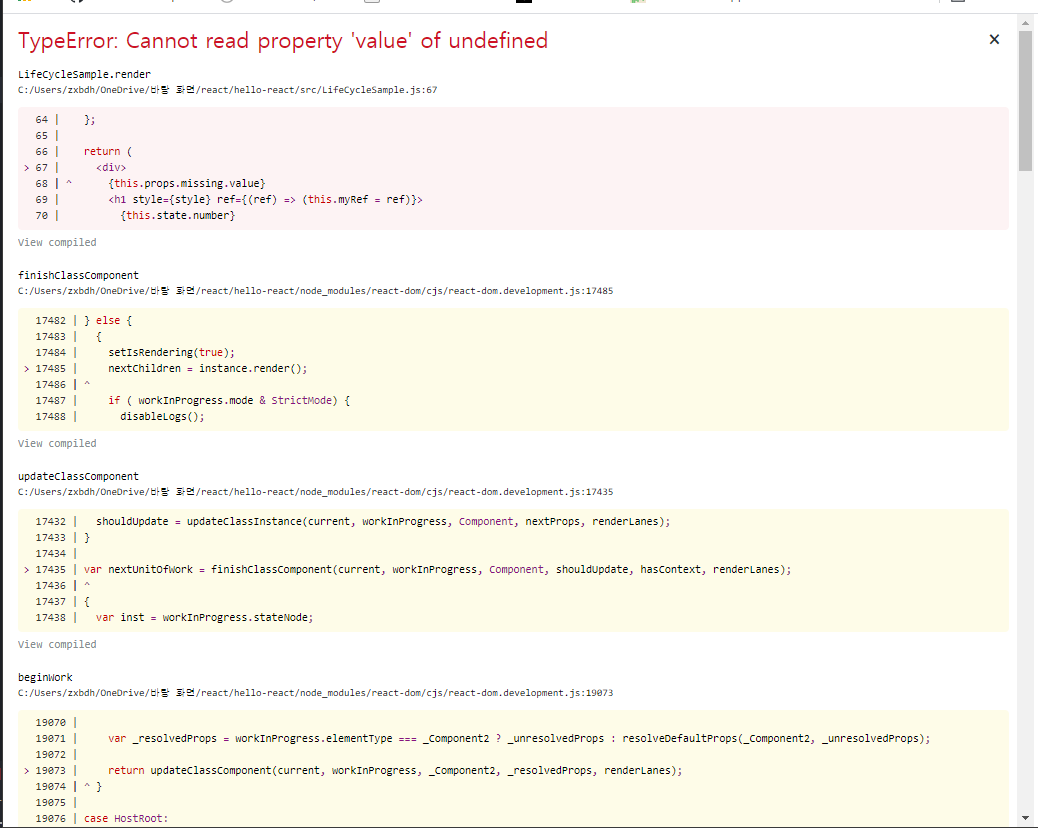 TypeError: Cannot read property 'value' of undefined
×
LifeCycleSample.render
C:/Users/zxbdh/OneDrive/바탕 화면/react/hello-react/src/LifeCycleSample.js:67
64 | };
65 |
66 | return (
> 67 | <div>
68 | ^ {this.props.missing.value}
69 | <h1 style={style} ref={(ref) => (this.myRef = ref)}>
70 | {this.state.number}
View compiled
finishClassComponent
C:/Users/zxbdh/OneDrive/바탕 화면/react/hello-react/node_modules/react-dom/cjs/react-dom.development.js:17485
17482 | } else {
17483 | {
17484 | setIsRendering(true);
> 17485 | nextChildren = instance.render();
17486 | ^
17487 | if ( workInProgress.mode & StrictMode) {
17488 | disableLogs();
View compiled
updateClassComponent
C:/Users/zxbdh/OneDrive/바탕 화면/react/hello-react/node_modules/react-dom/cjs/react-dom.development.js:17435
17432 | shouldUpdate = updateClassInstance(current, workInProgress, Component, nextProps, renderLanes);
17433 | }
17434 |
> 17435 | var nextUnitOfWork = finishClassComponent(current, workInProgress, Component, shouldUpdate, hasContext, renderLanes);
17436 | ^
17437 | {
17438 | var inst = workInProgress.stateNode;
View compiled
beginWork
C:/Users/zxbdh/OneDrive/바탕 화면/react/hello-react/node_modules/react-dom/cjs/react-dom.development.js:19073
19070 |
19071 | var _resolvedProps = workInProgress.elementType === _Component2 ? _unresolvedProps : resolveDefaultProps(_Component2, _unresolvedProps);
19072 |
> 19073 | return updateClassComponent(current, workInProgress, _Component2, _resolvedProps, renderLanes);
19074 | ^ }
19075 |
19076 | case HostRoot: